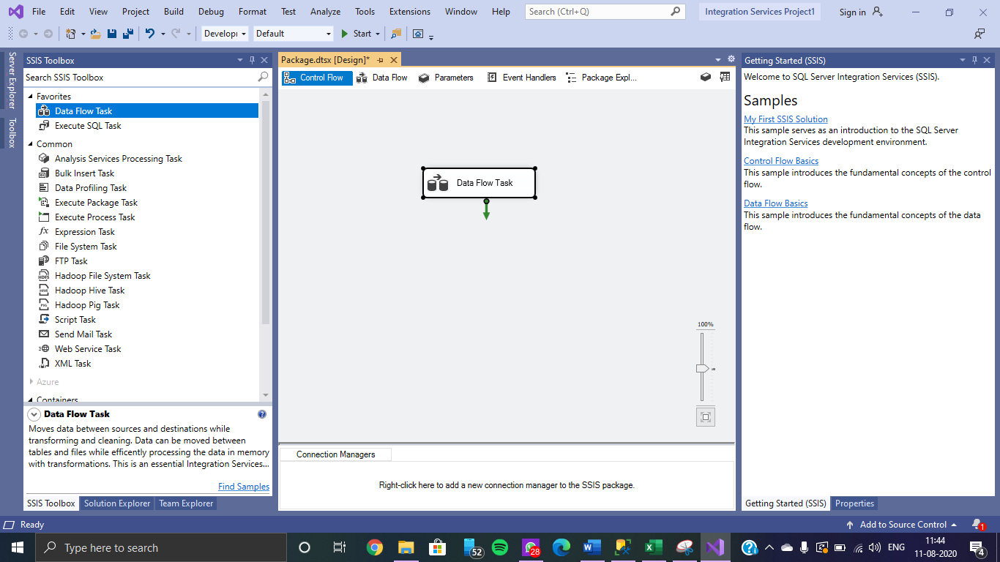 File Edit View Project Build Debug Format Test Analyze Tools Extensions Window Help Search (Ctrl+Q) Integration Services Project1 Sign in
Developı Default Start
Server Explorer
Toolbox
SSIS Toolbox
Search SSIS Toolbox
Favorites
Data Flow Task
Execute SQL Task
Common
Analysis Services Processing Task
Bulk Insert Task
Data Profiling Task
Execute Package Task
Execute Process Task
Expression Task
File System Task
FTP Task
Hadoop File System Task
Hadoop Hive Task
Hadoop Pig Task
Script Task
Send Mail Task
Web Service Task
XML Task
Azure
Containers
Data Flow Task
Moves data between sources and destinations while
transforming and cleaning. Data can be moved between
tables and files while efficently processing the data in memory
with transformations. This is an essential Integration Services...
Find Samples
SSIS Toolbox Solution Explorer Team Explorer
Package.dtsx [Design]*
Control Flow Data Flow Parameters Event Handlers Package Expl...
Data Flow Task
100%
Connection Managers
Right-click here to add a new connection manager to the SSIS package.
Getting Started (SSIS)
Welcome to SQL Server Integration Services (SSIS).
Samples
My First SSIS Solution
This sample serves as an introduction to the SQL Server
Integration Services development environment.
Control Flow Basics
This sample introduces the fundamental concepts of the control
flow.
Data Flow Basics
This sample introduces the fundamental concepts of the data
flow.
Getting Started (SSIS) Properties
Ready Add to Source Control 1
Type here to search 52 28 ENG 11:44
11-08-2020 4